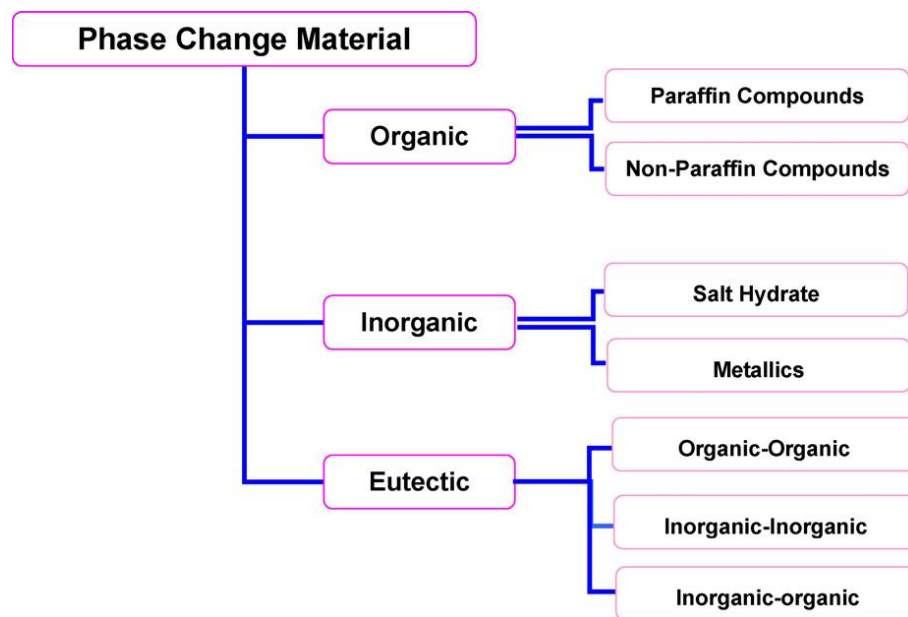 Phase Change Material
Organic
Paraffin Compounds
Non-Paraffin Compounds
Inorganic
Salt Hydrate
Metallics
Eutectic
Organic-Organic
Inorganic-Inorganic
Inorganic-organic